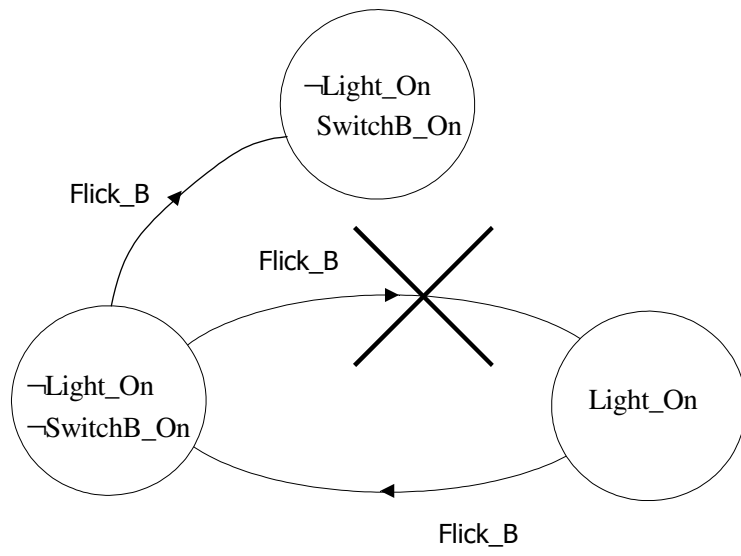 ¬Light_On
SwitchB_On
Flick_B
Flick_B
¬Light_On
¬SwitchB_On
Light_On
Flick_B